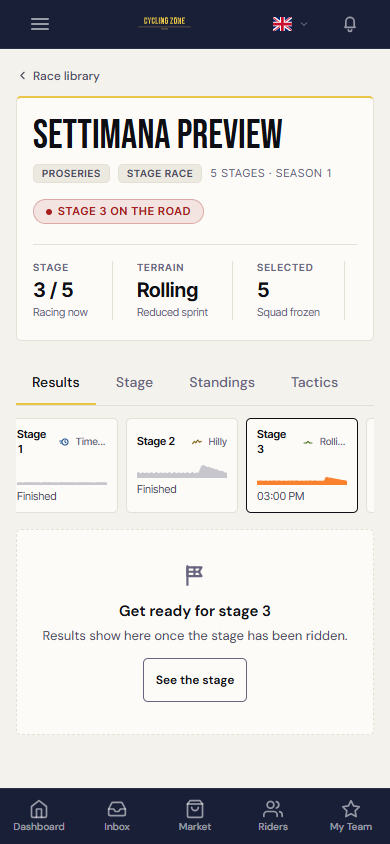 CYCLING ZONE
Race library
SETTIMANA PREVIEW
PROSERIES STAGE RACE 5 STAGES · SEASON 1
STAGE 3 ON THE ROAD
STAGE TERRAIN SELECTED
3 / 5 Rolling 5
Racing now Reduced sprint Squad frozen
Results Stage Standings Tactics
Stage 1 Time...
Finished
Stage 2 Hilly
Finished
Stage 3 Rolli...
03:00 PM
Get ready for stage 3
Results show here once the stage has been ridden.
See the stage
Dashboard Inbox Market Riders My Team